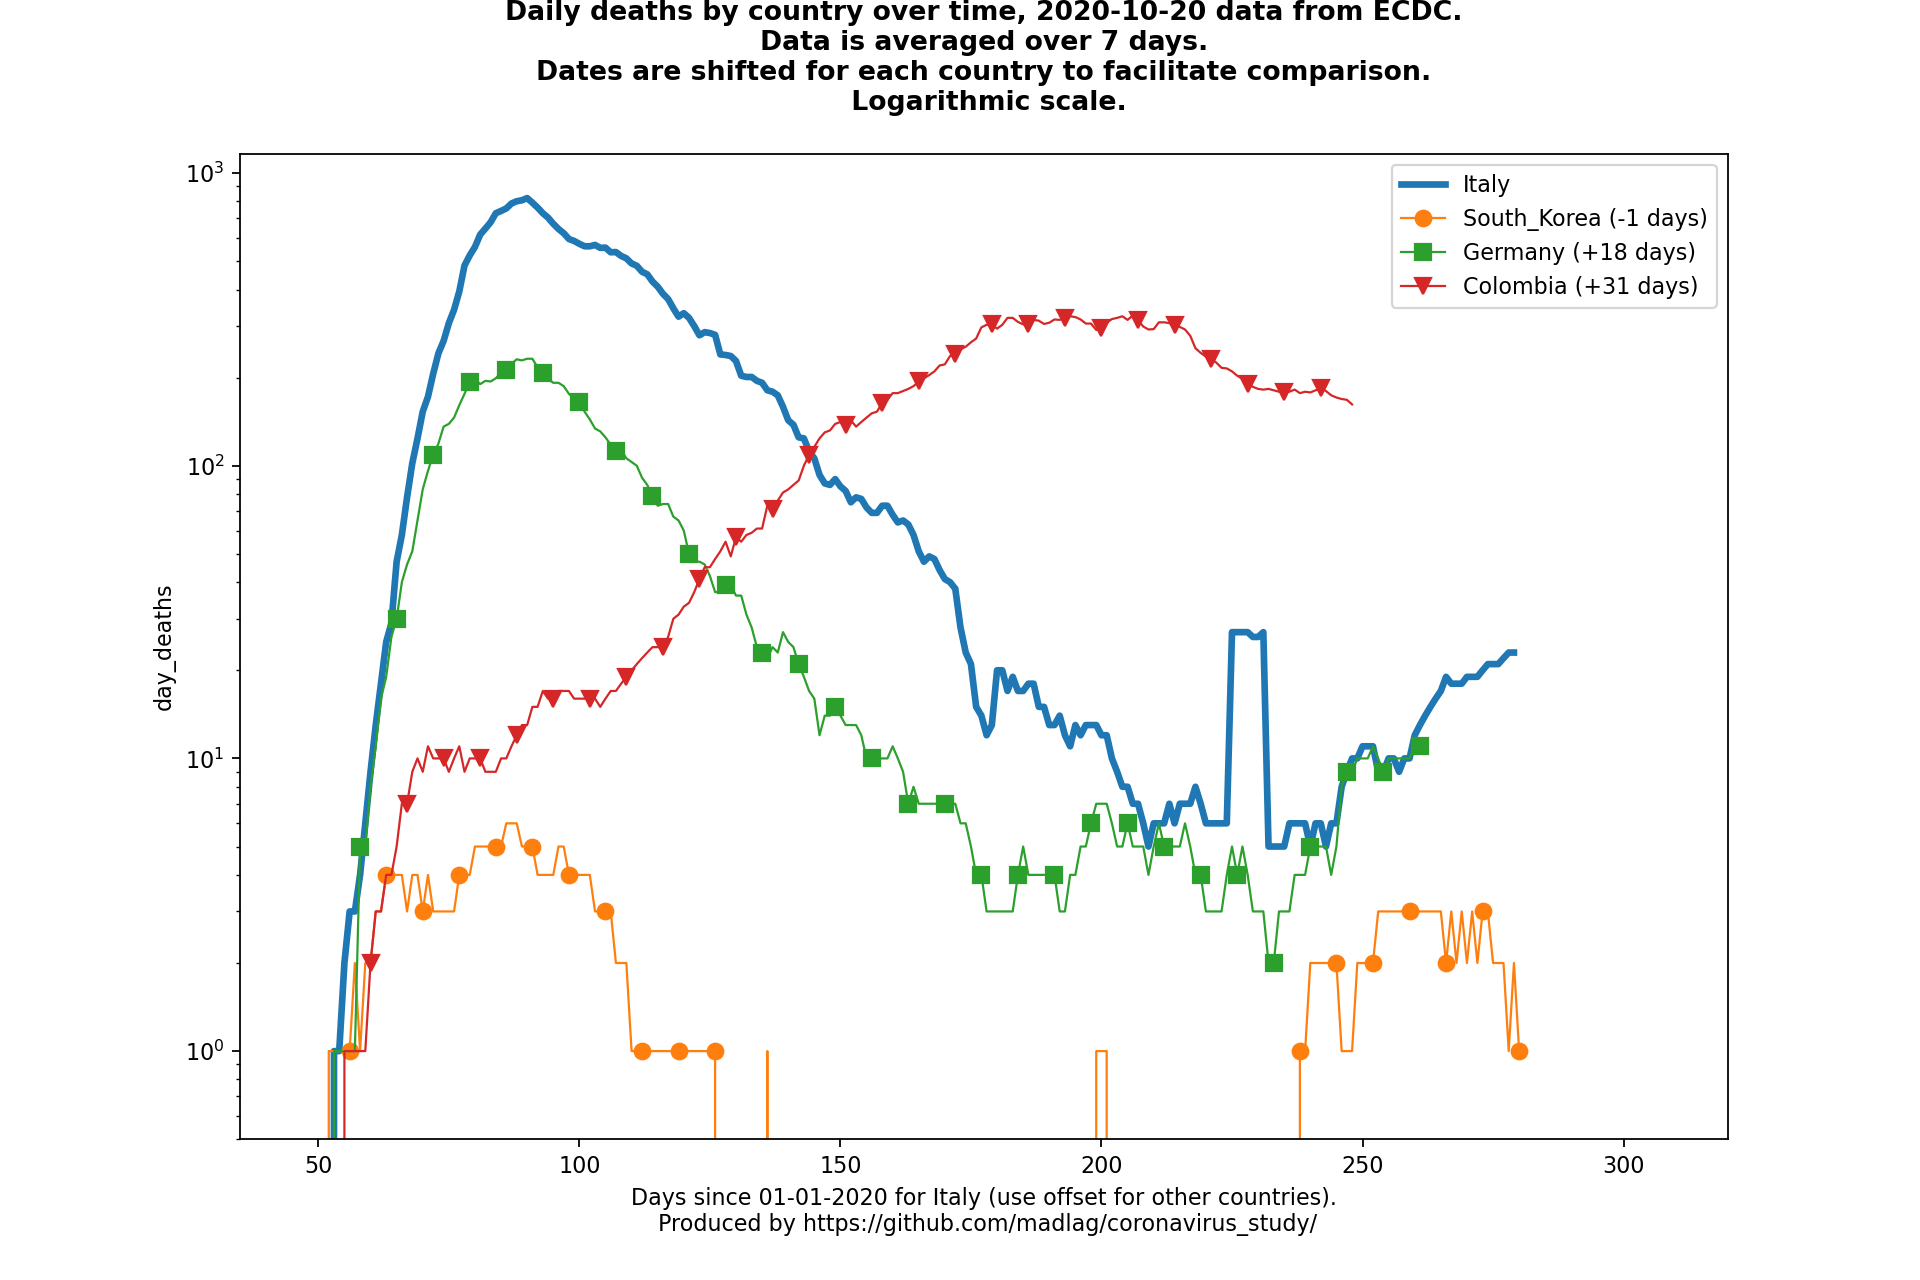 Daily deaths by country over time, 2020-10-20 data from ECDC.
Data is averaged over 7 days.
Dates are shifted for each country to facilitate comparison.
Logarithmic scale.
10³
10²
10¹
10⁰
day_deaths
Italy
South_Korea (-1 days)
Germany (+18 days)
Colombia (+31 days)
50 100 150 200 250 300
Days since 01-01-2020 for Italy (use offset for other countries).
Produced by https://github.com/madlag/coronavirus_study/